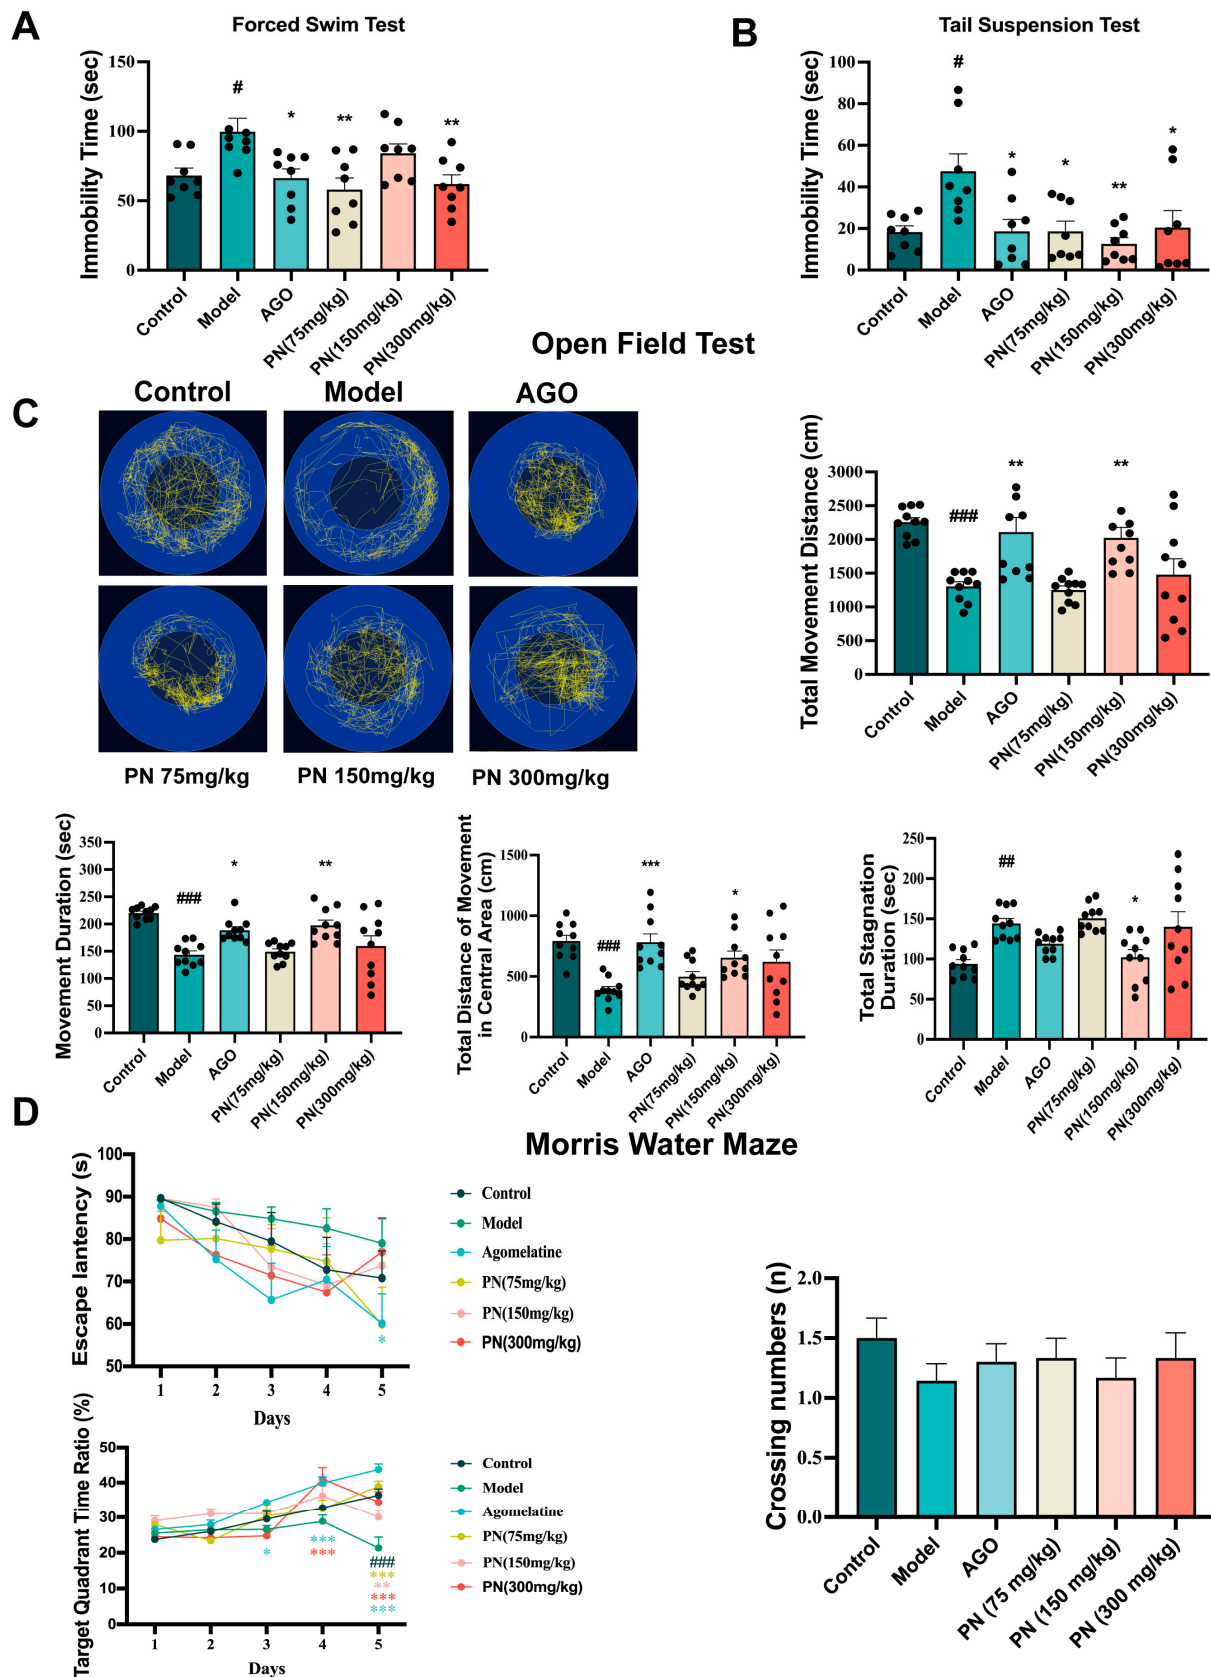 A
Forced Swim Test
Immobility Time (sec)
150
100
50
0
#
*
**
**
Control
Model
AGO
PN(75mg/kg)
PN(150mg/kg)
PN(300mg/kg)
B
Tail Suspension Test
Immobility Time (sec)
100
80
60
40
20
0
#
*
*
**
*
Control
Model
AGO
PN(75mg/kg)
PN(150mg/kg)
PN(300mg/kg)
Open Field Test
C
Control
Model
AGO
PN 75mg/kg
PN 150mg/kg
PN 300mg/kg
Total Movement Distance (cm)
3000
2500
2000
1500
1000
500
0
###
**
**
Control
Model
AGO
PN(75mg/kg)
PN(150mg/kg)
PN(300mg/kg)
Movement Duration (sec)
350
300
250
200
150
100
50
0
###
*
**
Control
Model
AGO
PN(75mg/kg)
PN(150mg/kg)
PN(300mg/kg)
Total Distance of Movement
in Central Area (cm)
1500
1000
500
0
###
***
*
Control
Model
AGO
PN(75mg/kg)
PN(150mg/kg)
PN(300mg/kg)
Total Stagnation
Duration (sec)
250
200
150
100
50
0
##
*
Control
Model
AGO
PN(75mg/kg)
PN(150mg/kg)
PN(300mg/kg)
D
Morris Water Maze
Escape lantency (s)
100
90
80
70
60
50
*
1 2 3 4 5
Days
Control
Model
Agomelatine
PN(75mg/kg)
PN(150mg/kg)
PN(300mg/kg)
Target Quadrant Time Ratio (%)
50
40
30
20
10
0
*
***
***
###
***
**
***
***
1 2 3 4 5
Days
Control
Model
Agomelatine
PN(75mg/kg)
PN(150mg/kg)
PN(300mg/kg)
Crossing numbers (n)
2.0
1.5
1.0
0.5
0.0
Control
Model
AGO
PN (75 mg/kg)
PN (150 mg/kg)
PN (300 mg/kg)